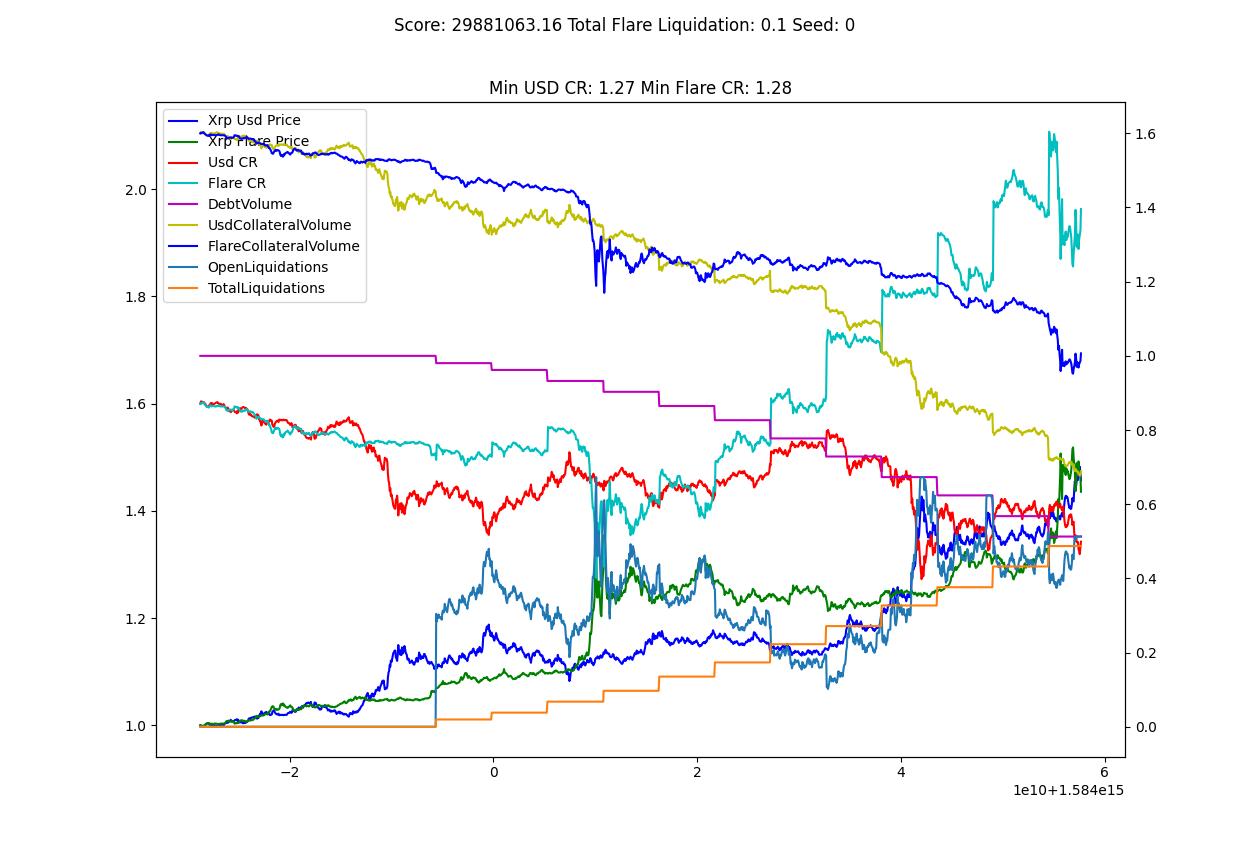 Score: 29881063.16 Total Flare Liquidation: 0.1 Seed: 0
Min USD CR: 1.27 Min Flare CR: 1.28
Xrp Usd Price
Xrp Flare Price
Usd CR
Flare CR
DebtVolume
UsdCollateralVolume
FlareCollateralVolume
OpenLiquidations
TotalLiquidations
2.0
1.8
1.6
1.4
1.2
1.0
1.6
1.4
1.2
1.0
0.8
0.6
0.4
0.2
0.0
−2 0 2 4 6
1e10+1.584e15